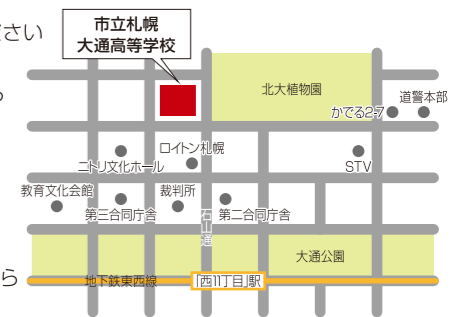 ださい
市立札幌
大通高等学校
北大植物園
道警本部
かでる2・7
ロイトン札幌
ニトリ文化ホール
STV
教育文化会館
裁判所
第三合同庁舎
第二合同庁舎
石山通
大通公園
ら
地下鉄東西線
「西11丁目」駅